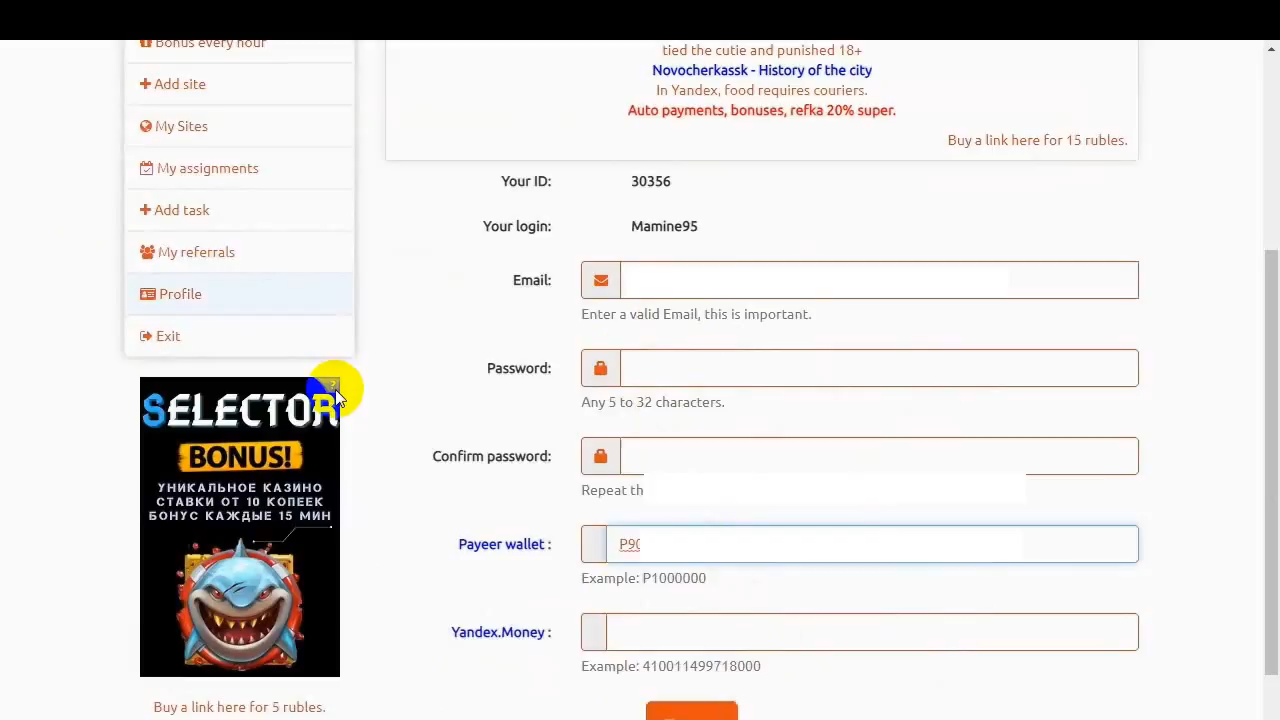 Bonus every hour
Add site
My Sites
My assignments
Add task
My referrals
Profile
Exit
?
SELECTOR
BONUS!
УНИКАЛЬНОЕ КАЗИНО
СТАВКИ ОТ 10 КОПЕЕК
БОНУС КАЖДЫЕ 15 МИН
Buy a link here for 5 rubles.
tied the cutie and punished 18+
Novocherkassk - History of the city
In Yandex, food requires couriers.
Auto payments, bonuses, refka 20% super.
Buy a link here for 15 rubles.
Your ID: 30356
Your login: Mamine95
Email:
Enter a valid Email, this is important.
Password:
Any 5 to 32 characters.
Confirm password:
Repeat th
Payeer wallet : P90
Example: P1000000
Yandex.Money :
Example: 410011499718000